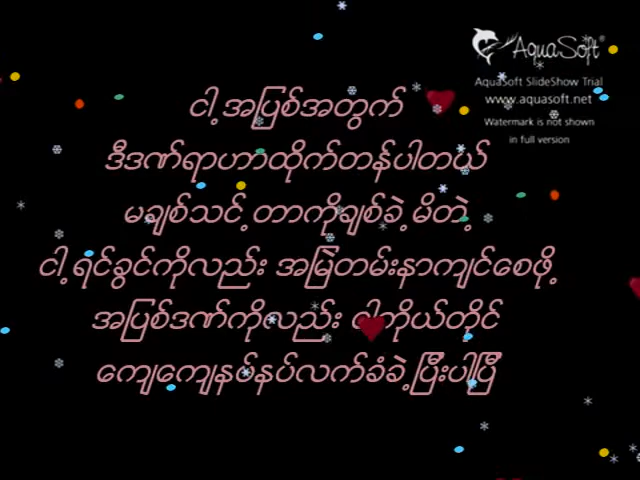 AquaSoft®
AquaSoft SlideShow Trial
www.aquasoft.net
Watermark is not shown
in full version
ငါ့ အပြစ်အတွက်
ဒီဒဏ်ရာဟာထိုက်တန်ပါတယ်
မချစ်သင့် တာကိုချစ်ခဲ့ မိတဲ့
ငါ့ ရင်ခွင်ကိုလည်း အမြဲတမ်းနာကျင်စေဖို့
အပြစ်ဒဏ်ကိုလည်း ငါကိုယ်တိုင်
ကျေကျေနပ်နပ်လက်ခံခဲ့ ပြီးပါပြီ